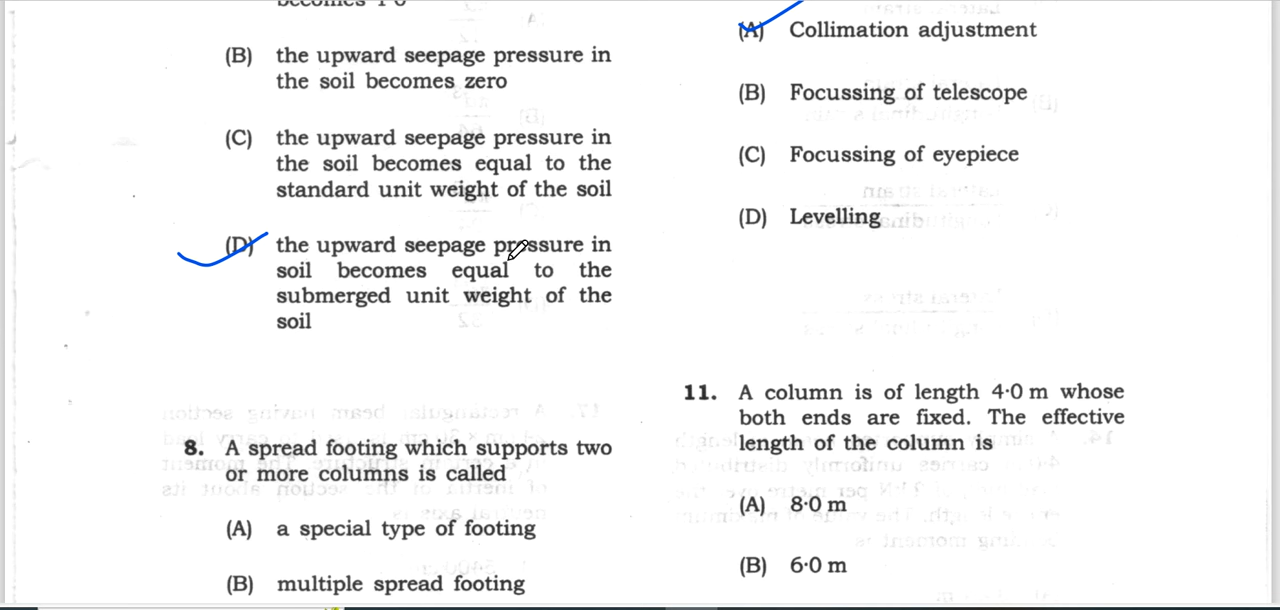 (B) the upward seepage pressure in
the soil becomes zero
(C) the upward seepage pressure in
the soil becomes equal to the
standard unit weight of the soil
(D) the upward seepage pressure in
soil becomes equal to the
submerged unit weight of the
soil
8. A spread footing which supports two
or more columns is called
(A) a special type of footing
(B) multiple spread footing
(A) Collimation adjustment
(B) Focussing of telescope
(C) Focussing of eyepiece
(D) Levelling
11. A column is of length 4·0 m whose
both ends are fixed. The effective
length of the column is
(A) 8·0 m
(B) 6·0 m